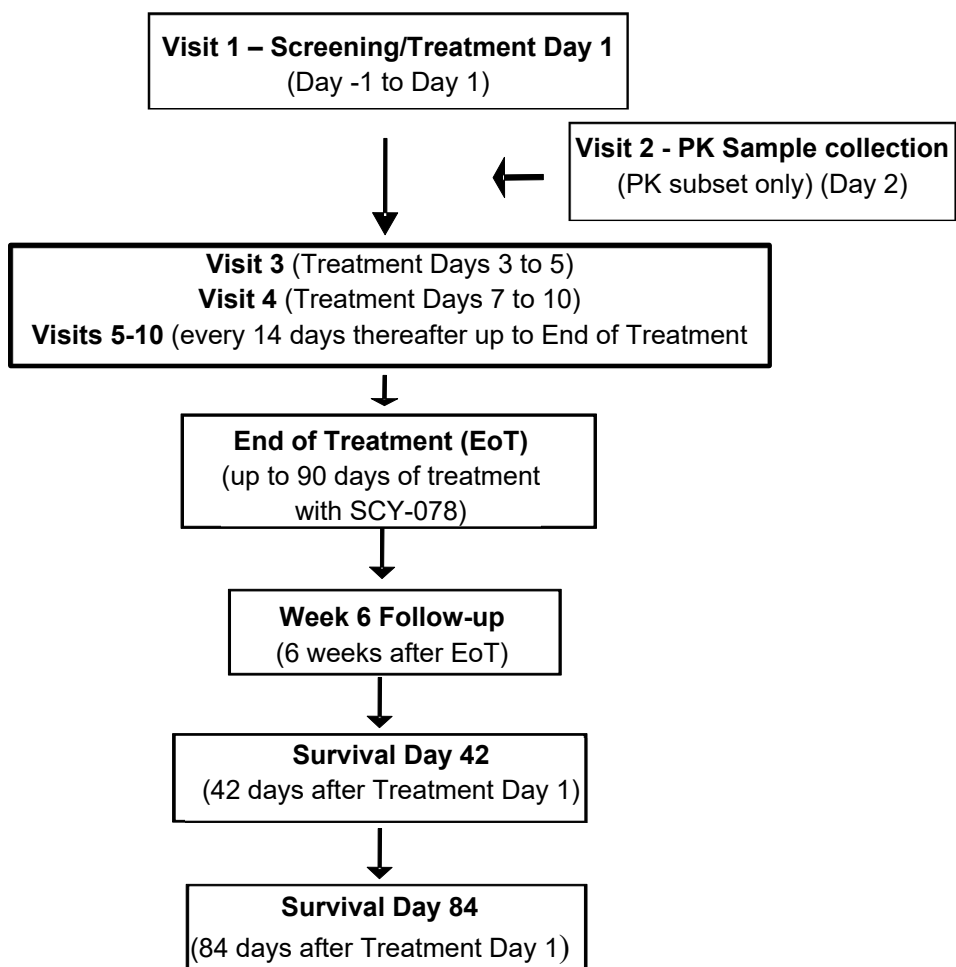 Visit 1 – Screening/Treatment Day 1
(Day -1 to Day 1)
Visit 2 - PK Sample collection
(PK subset only) (Day 2)
Visit 3 (Treatment Days 3 to 5)
Visit 4 (Treatment Days 7 to 10)
Visits 5-10 (every 14 days thereafter up to End of Treatment
End of Treatment (EoT)
(up to 90 days of treatment
with SCY-078)
Week 6 Follow-up
(6 weeks after EoT)
Survival Day 42
(42 days after Treatment Day 1)
Survival Day 84
(84 days after Treatment Day 1)